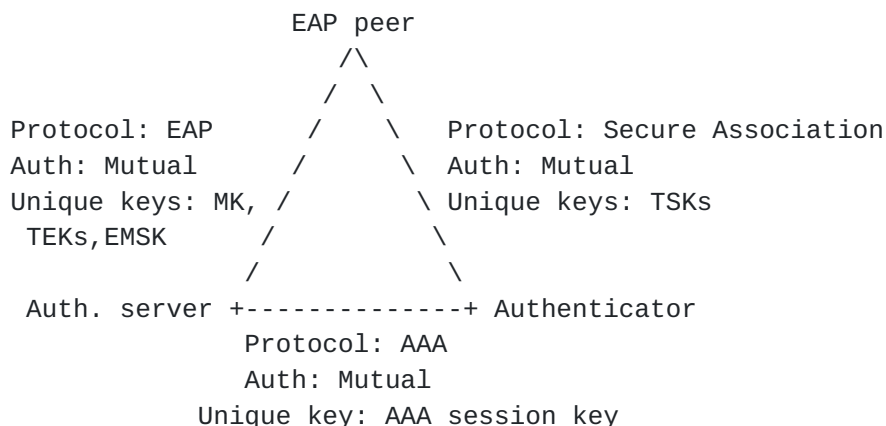 EAP peer
/\
/ \
Protocol: EAP / \ Protocol: Secure Association
Auth: Mutual / \ Auth: Mutual
Unique keys: MK, / \ Unique keys: TSKs
TEKs,EMSK / \
/ \
Auth. server +--------------+ Authenticator
Protocol: AAA
Auth: Mutual
Unique key: AAA session key